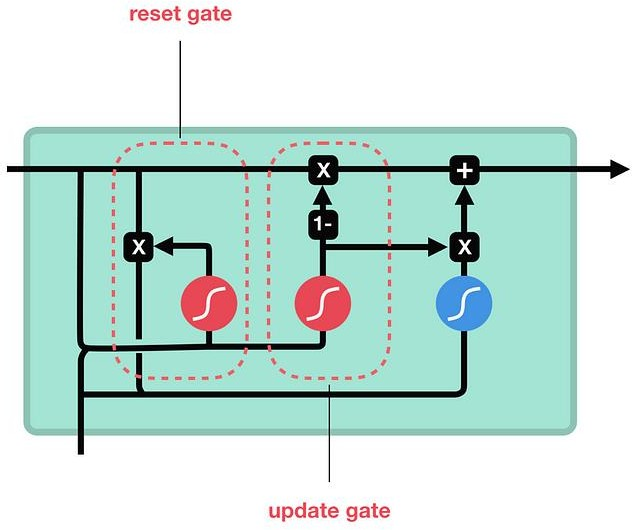 reset gate
X
+
1-
X
X
update gate